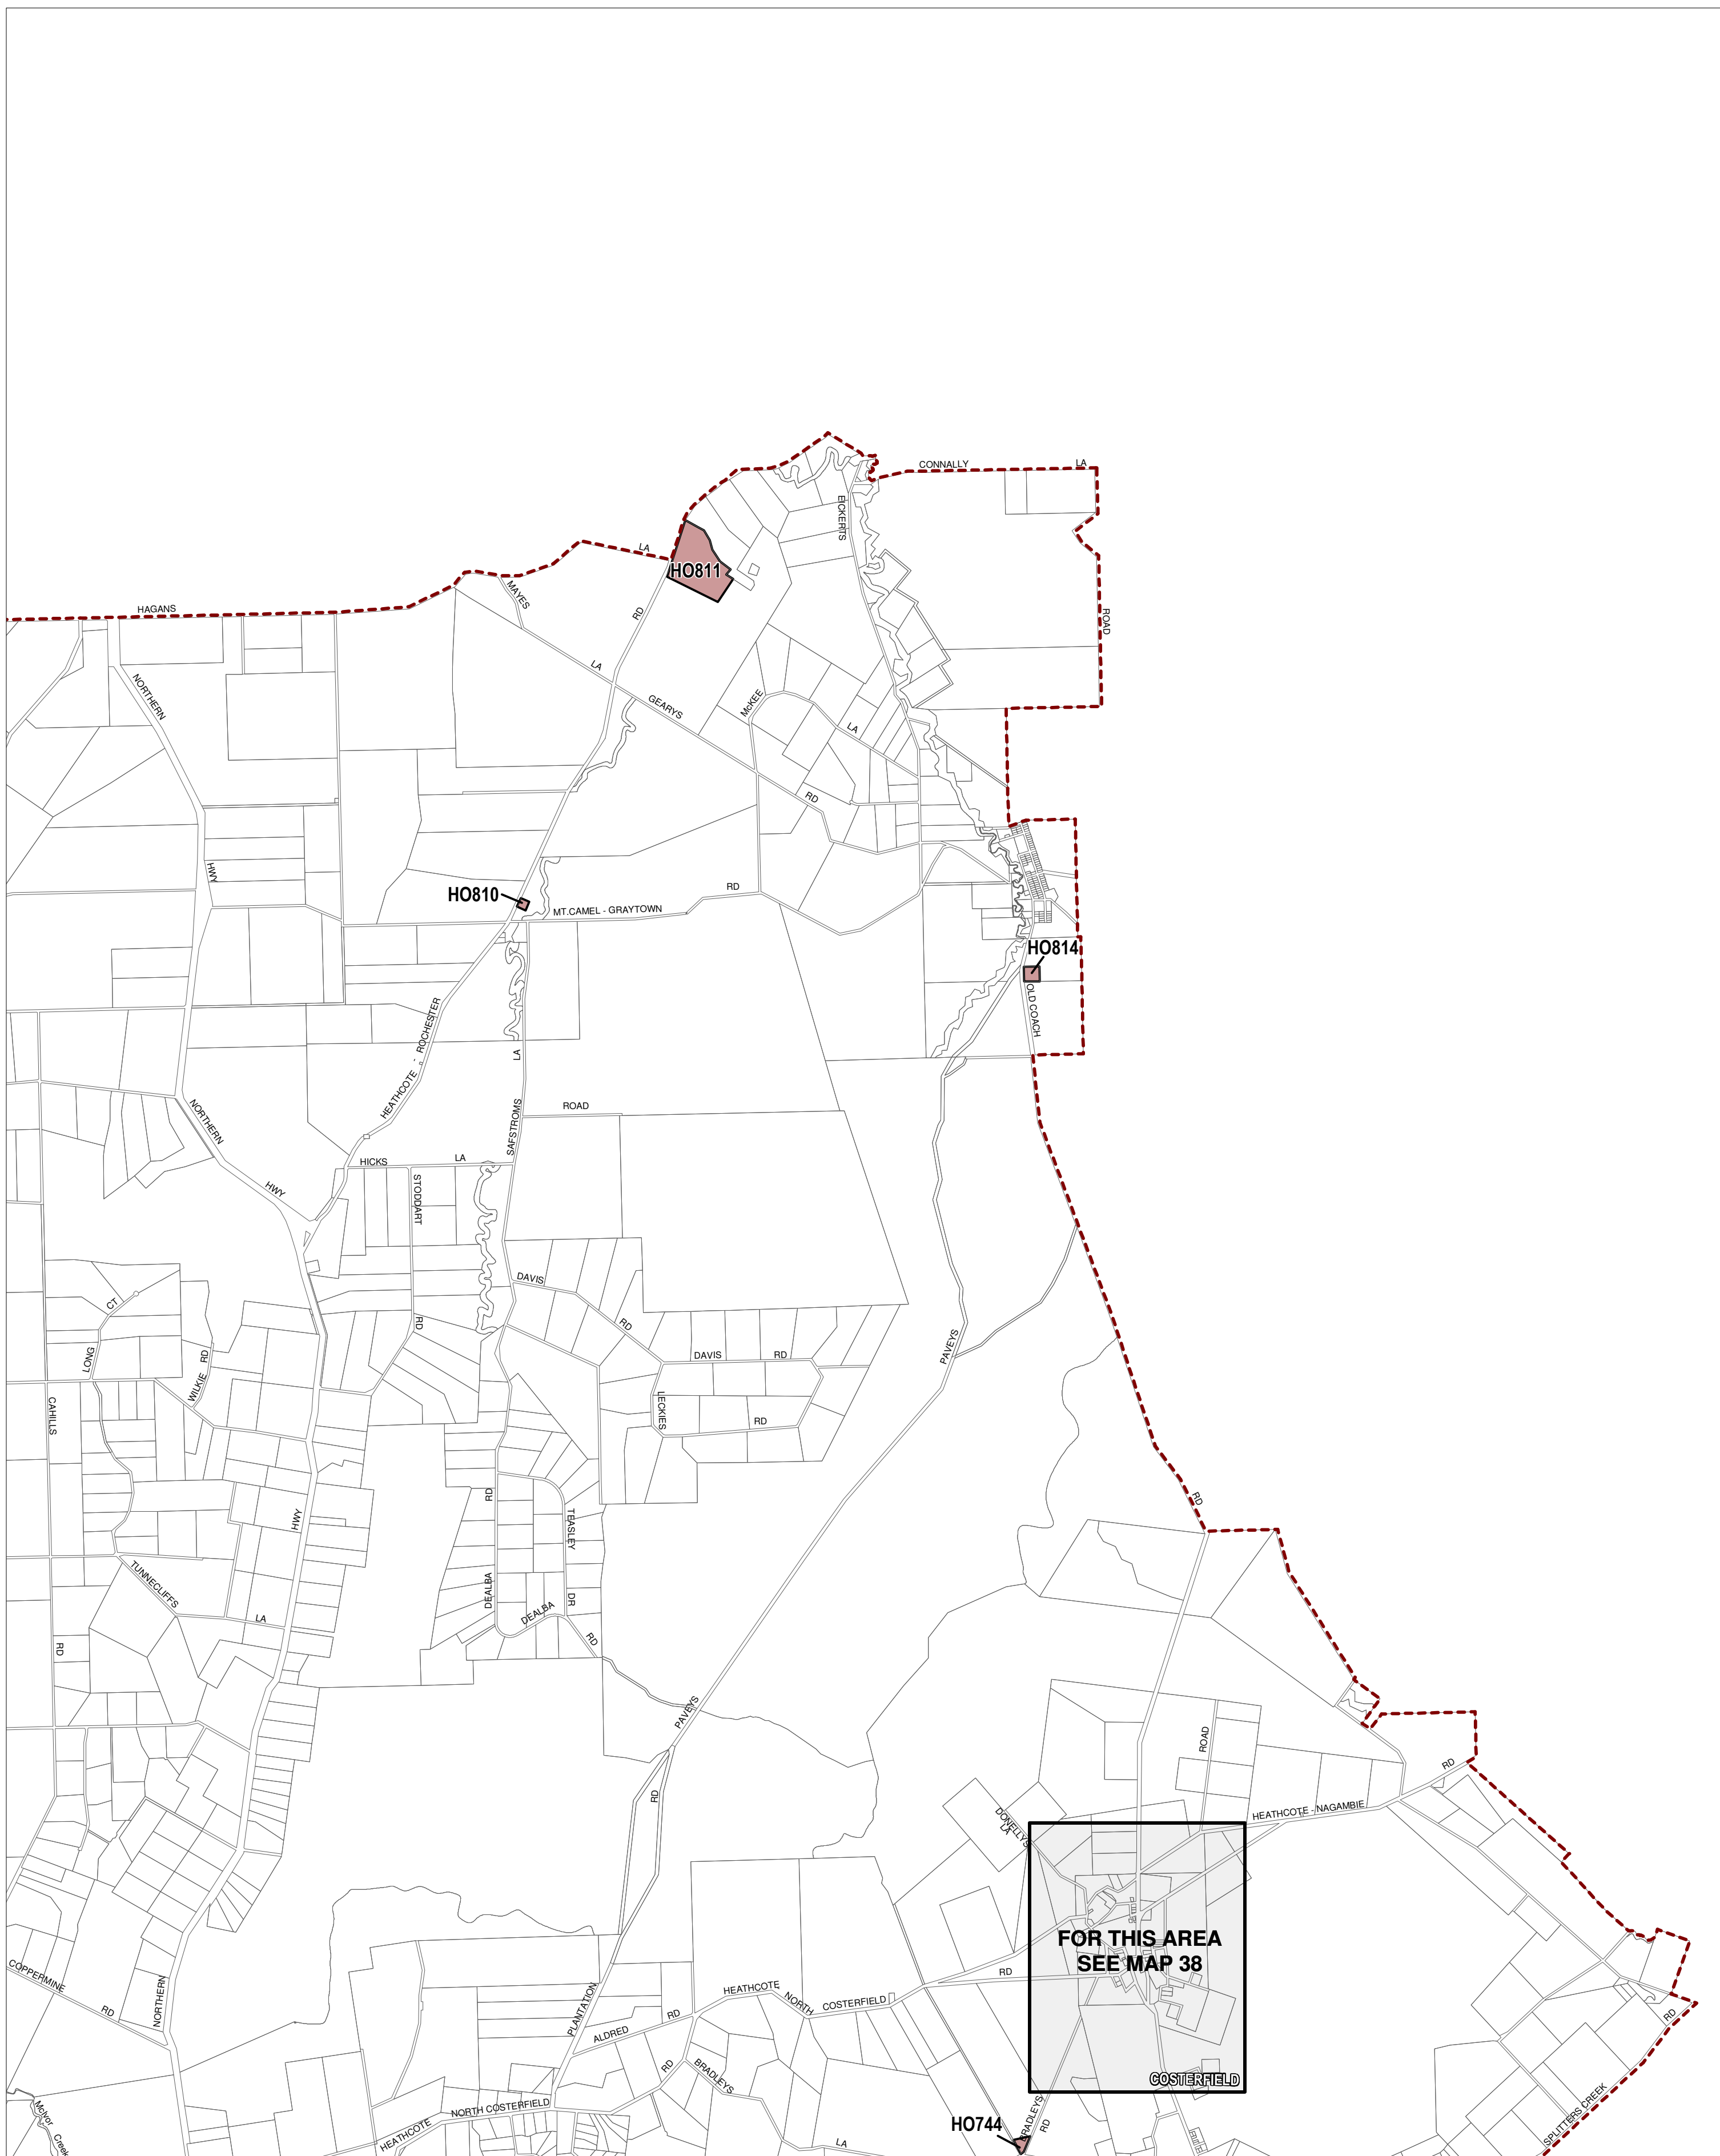 CONNALLY
LA
EICKERTS
LA
HO811
MAYES
HAGANS
RD
ROAD
LA
NORTHERN
GEARYS
McKEE
LA
RD
HWY
HO810
RD
MT.CAMEL - GRAYTOWN
HO814
OLD COACH
HEATHCOTE - ROCHESTER
LA
SAFSTROMS
ROAD
NORTHERN
HICKS
LA
HWY
STODDART
DAVIS
CT
RD
RD
LONG
WILKIE RD
DAVIS
RD
PAVEYS
CAHILLS
LECKIES
RD
RD
HWY
RD
TEASLEY
TUNNECLIFFS
DEALBA
DR
LA
DEALBA
RD
RD
PAVEYS
ROAD
RD
RD
HEATHCOTE - NAGAMBIE
DONELLYS
LA
FOR THIS AREA
SEE MAP 38
COPPERMINE
RD
RD
HEATHCOTE - NORTH COSTERFIELD
NORTHERN
PLANTATION
RD
ALDRED
RD
RD
BRADLEYS
COSTERFIELD
McIvor
Creek
NORTH COSTERFIELD
HEATHCOTE
HO744
BRADLEYS
RD
LA
SPLITTERS CREEK